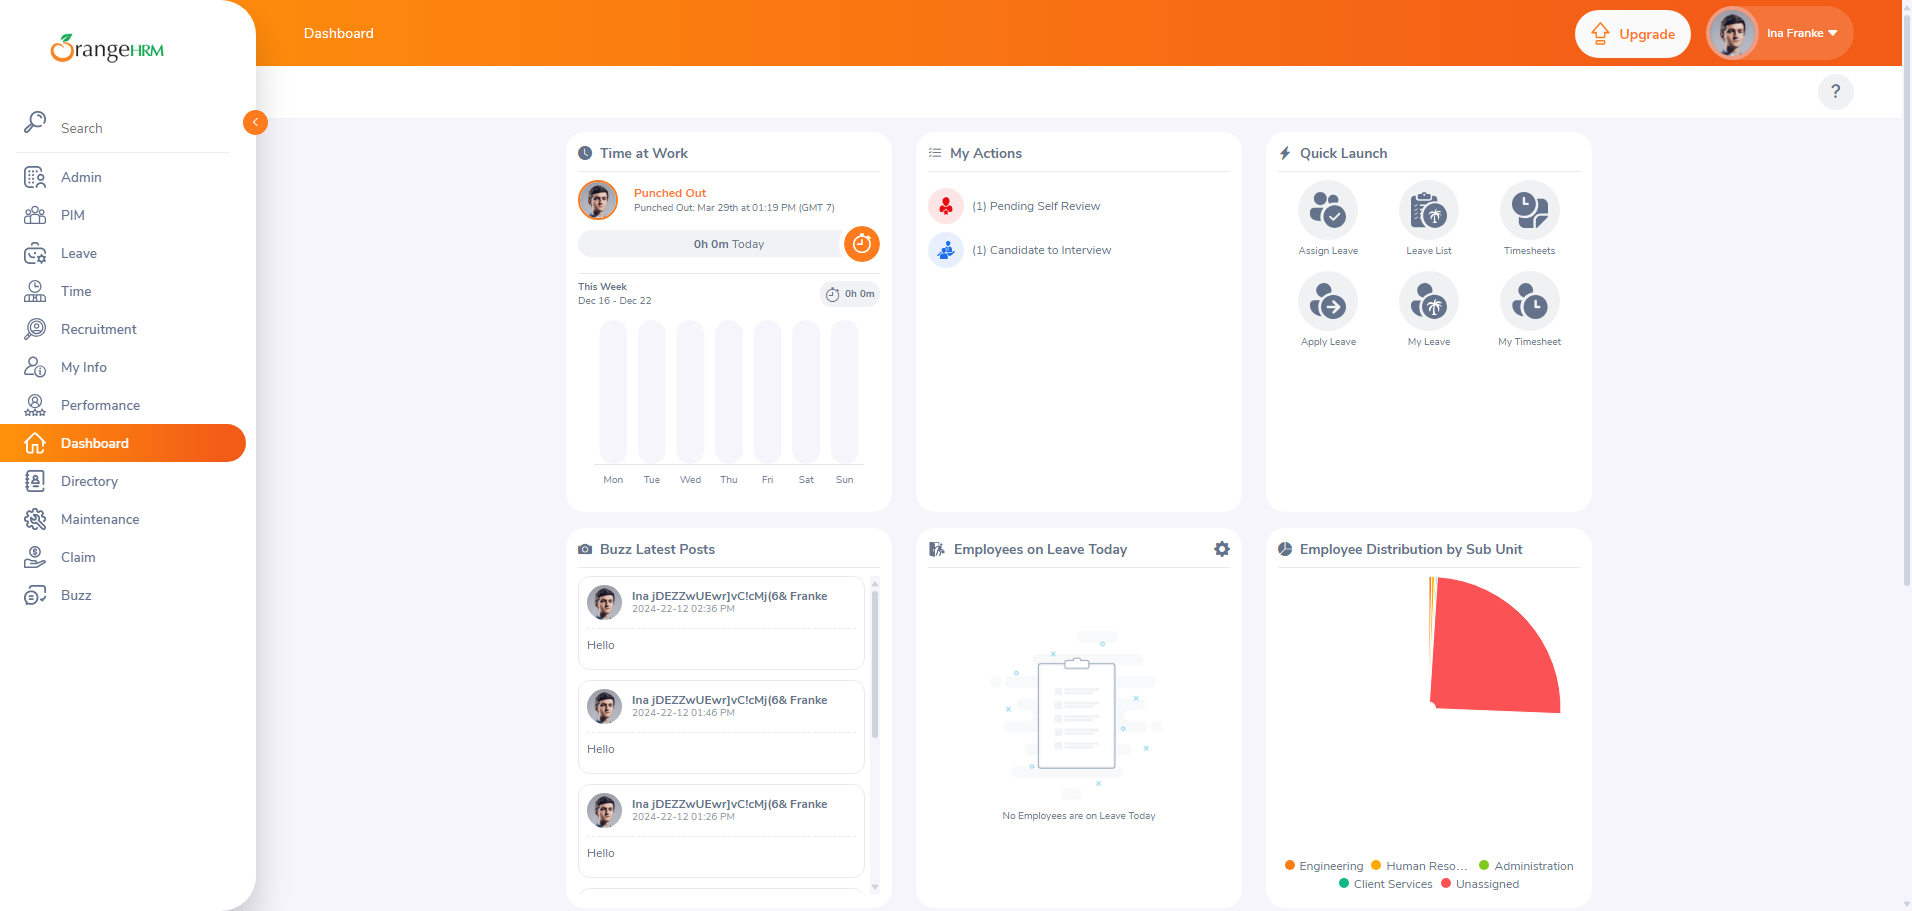 OrangeHRM
Dashboard
Upgrade
Ina Franke
?
Search
Admin
PIM
Leave
Time
Recruitment
My Info
Performance
Dashboard
Directory
Maintenance
Claim
Buzz
Time at Work
Punched Out
Punched Out: Mar 29th at 01:19 PM (GMT 7)
0h 0m Today
This Week
Dec 16 - Dec 22
0h 0m
Mon Tue Wed Thu Fri Sat Sun
My Actions
(1) Pending Self Review
(1) Candidate to Interview
Quick Launch
Assign Leave Leave List Timesheets
Apply Leave My Leave My Timesheet
Buzz Latest Posts
Ina jDEZZwUEwr]vC!cMj(6& Franke
2024-22-12 02:36 PM
Hello
Ina jDEZZwUEwr]vC!cMj(6& Franke
2024-22-12 01:46 PM
Hello
Ina jDEZZwUEwr]vC!cMj(6& Franke
2024-22-12 01:26 PM
Hello
Employees on Leave Today
No Employees are on Leave Today
Employee Distribution by Sub Unit
Engineering Human Reso... Administration
Client Services Unassigned